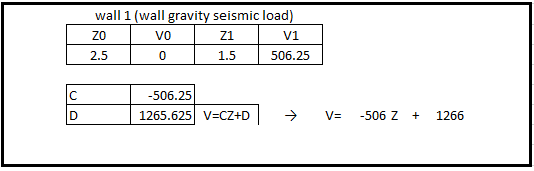 wall 1 (wall gravity seismic load)
Z0 V0 Z1 V1
2.5 0 1.5 506.25
C -506.25
D 1265.625 V=CZ+D → V= -506 Z + 1266